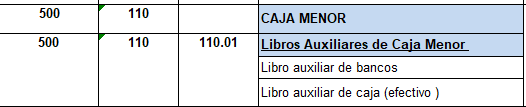 500 110 CAJA MENOR
500 110 110.01 Libros Auxiliares de Caja Menor
Libro auxiliar de bancos
Libro auxiliar de caja (efectivo )